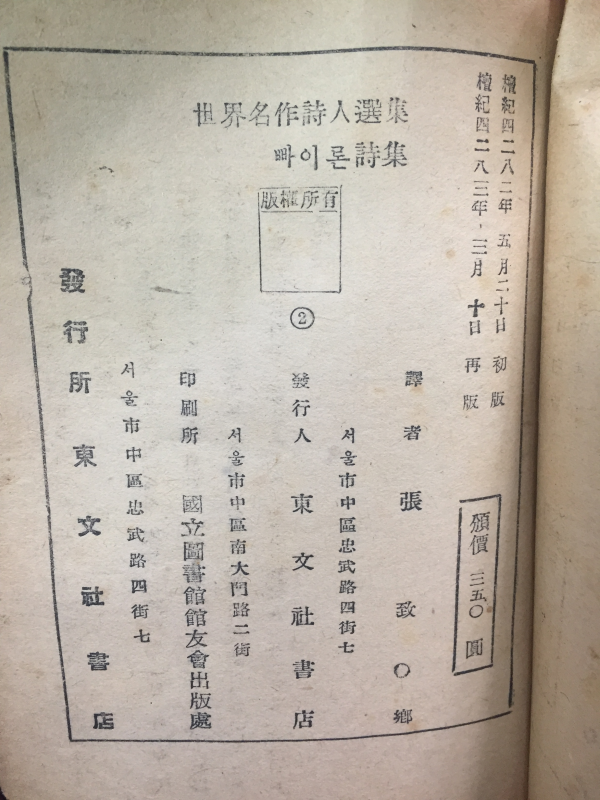 檀紀四二八二年 五月二十日 初版
檀紀四二八三年·三月 十日 再版
世界名作詩人選集
빠이론詩集
版權所有
②
頒價 三五〇 圓
譯者 張政〇鄕
서울市中區忠武路四街七
發行人 東文社書店
서울市中區南大門路二街
印刷所 國立圖書館館友會出版處
서울市中區忠武路四街七
發行所 東文社書店